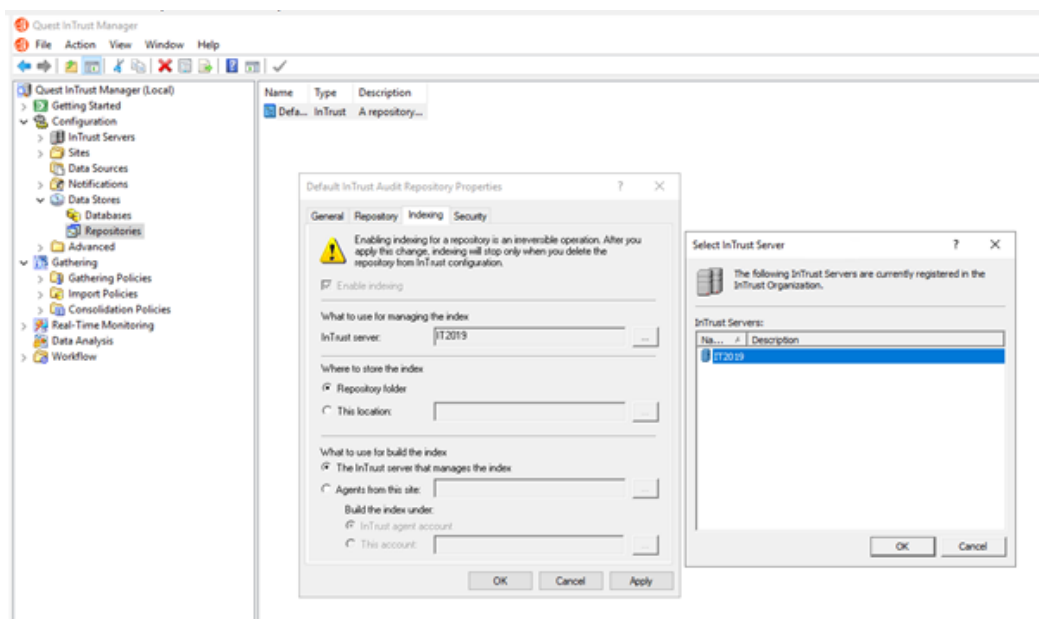 Quest InTrust Manager
File Action View Window Help
Quest InTrust Manager (Local)
Getting Started
Configuration
InTrust Servers
Sites
Data Sources
Notifications
Data Stores
Databases
Repositories
Advanced
Gathering
Gathering Policies
Import Policies
Consolidation Policies
Real-Time Monitoring
Data Analysis
Workflow
Name Type Description
Defa... InTrust A repository...
Default InTrust Audit Repository Properties ? ×
General Repository Indexing Security
Enabling indexing for a repository is an irreversible operation. After you
apply this change, indexing will stop only when you delete the
repository from InTrust configuration.
Enable indexing
What to use for managing the index
InTrust server: IT2019 ...
Where to store the index
Repository folder
This location: ...
What to use for build the index
The InTrust server that manages the index
Agents from this site: ...
Build the index under:
InTrust agent account
This account: ...
OK Cancel Apply
Select InTrust Server ? ×
The following InTrust Servers are currently registered in the
InTrust Organization.
InTrust Servers:
Na... Description
IT2019
OK Cancel